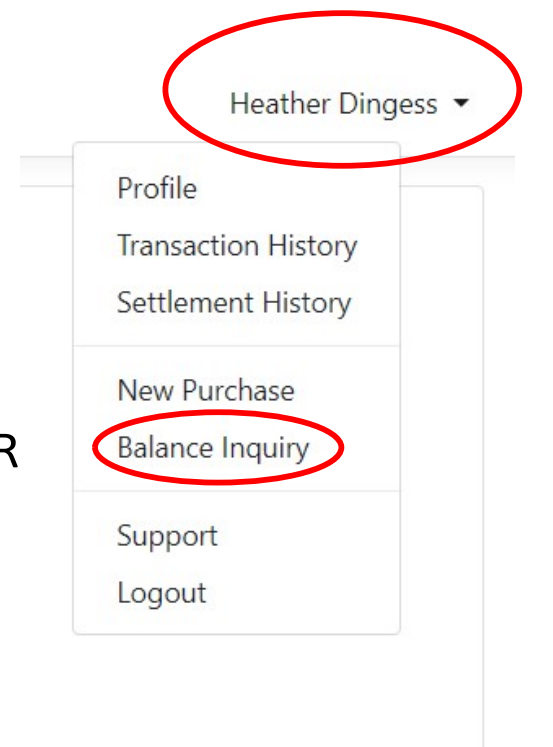 Heather Dingess
Profile
Transaction History
Settlement History
New Purchase
R
Balance Inquiry
Support
Logout